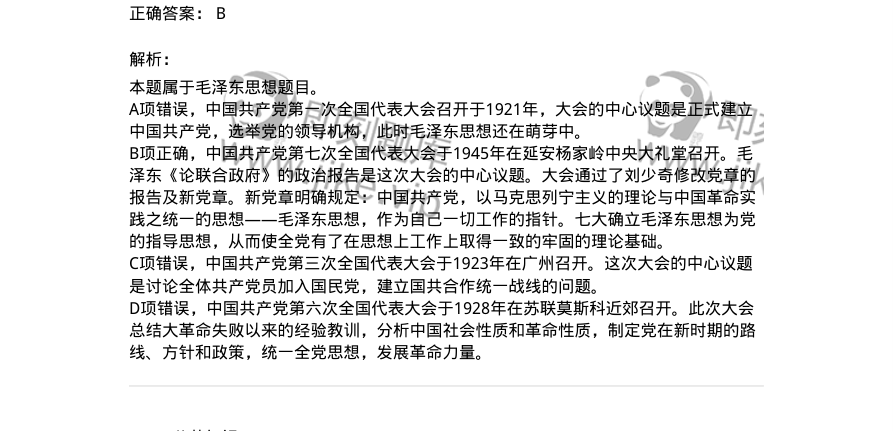 正确答案： B
解析：
本题属于毛泽东思想题目。
A项错误，中国共产党第一次全国代表大会召开于1921年，大会的中心议题是正式建立
中国共产党，选举党的领导机构，此时毛泽东思想还在萌芽中。
B项正确，中国共产党第七次全国代表大会于1945年在延安杨家岭中央大礼堂召开。毛
泽东《论联合政府》的政治报告是这次大会的中心议题。大会通过了刘少奇修改党章的
报告及新党章。新党章明确规定：中国共产党，以马克思列宁主义的理论与中国革命实
践之统一的思想——毛泽东思想，作为自己一切工作的指针。七大确立毛泽东思想为党
的指导思想，从而使全党有了在思想上工作上取得一致的牢固的理论基础。
C项错误，中国共产党第三次全国代表大会于1923年在广州召开。这次大会的中心议题
是讨论全体共产党员加入国民党，建立国共合作统一战线的问题。
D项错误，中国共产党第六次全国代表大会于1928年在苏联莫斯科近郊召开。此次大会
总结大革命失败以来的经验教训，分析中国社会性质和革命性质，制定党在新时期的路
线、方针和政策，统一全党思想，发展革命力量。